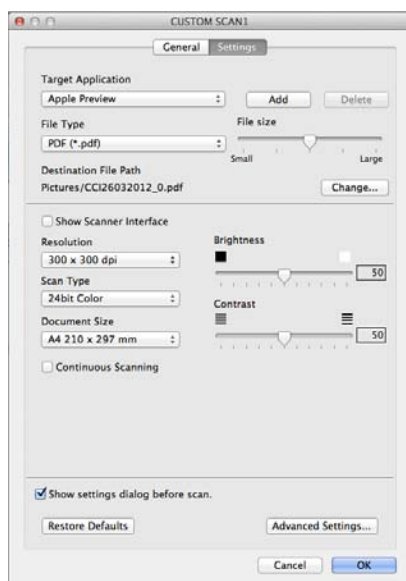 CUSTOM SCAN1
General Settings
Target Application
Apple Preview Add Delete
File Type File size
PDF (*.pdf)
Small Large
Destination File Path
Pictures/CCI26032012_0.pdf Change...
Show Scanner Interface
Resolution Brightness
300 x 300 dpi
50
Scan Type
24bit Color Contrast
Document Size
A4 210 x 297 mm 50
Continuous Scanning
Show settings dialog before scan.
Restore Defaults Advanced Settings...
Cancel OK